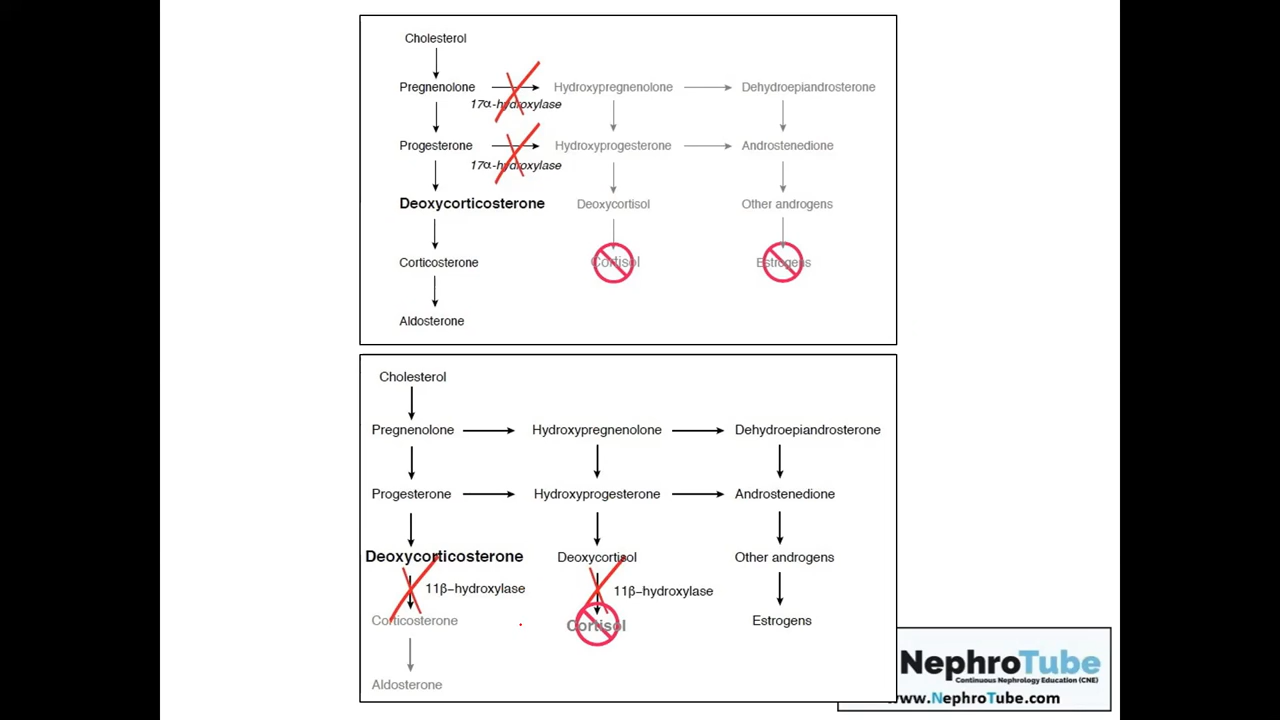 Cholesterol
Pregnenolone Hydroxypregnenolone Dehydroepiandrosterone
17α-hydroxylase
Progesterone Hydroxyprogesterone Androstenedione
17α-hydroxylase
Deoxycorticosterone Deoxycortisol Other androgens
Corticosterone Cortisol Estrogens
Aldosterone
Cholesterol
Pregnenolone Hydroxypregnenolone Dehydroepiandrosterone
Progesterone Hydroxyprogesterone Androstenedione
Deoxycorticosterone Deoxycortisol Other androgens
11β–hydroxylase 11β–hydroxylase
Corticosterone Cortisol Estrogens
Aldosterone
NephroTube
Continuous Nephrology Education (CNE)
www.NephroTube.com